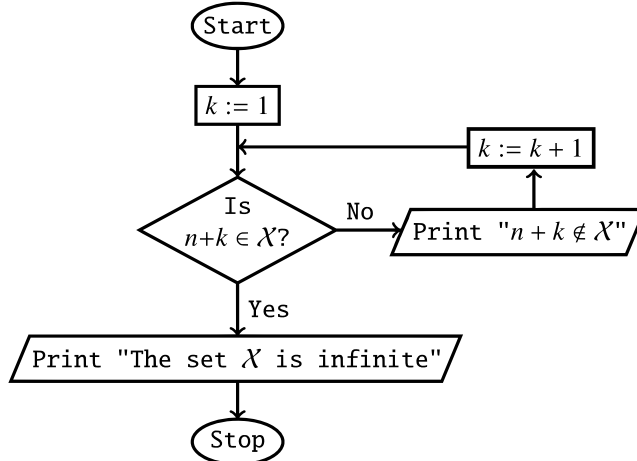 Start
k := 1
k := k + 1
Is
n+k ∈ 𝒳?
No
Print "n + k ∉ 𝒳"
Yes
Print "The set 𝒳 is infinite"
Stop